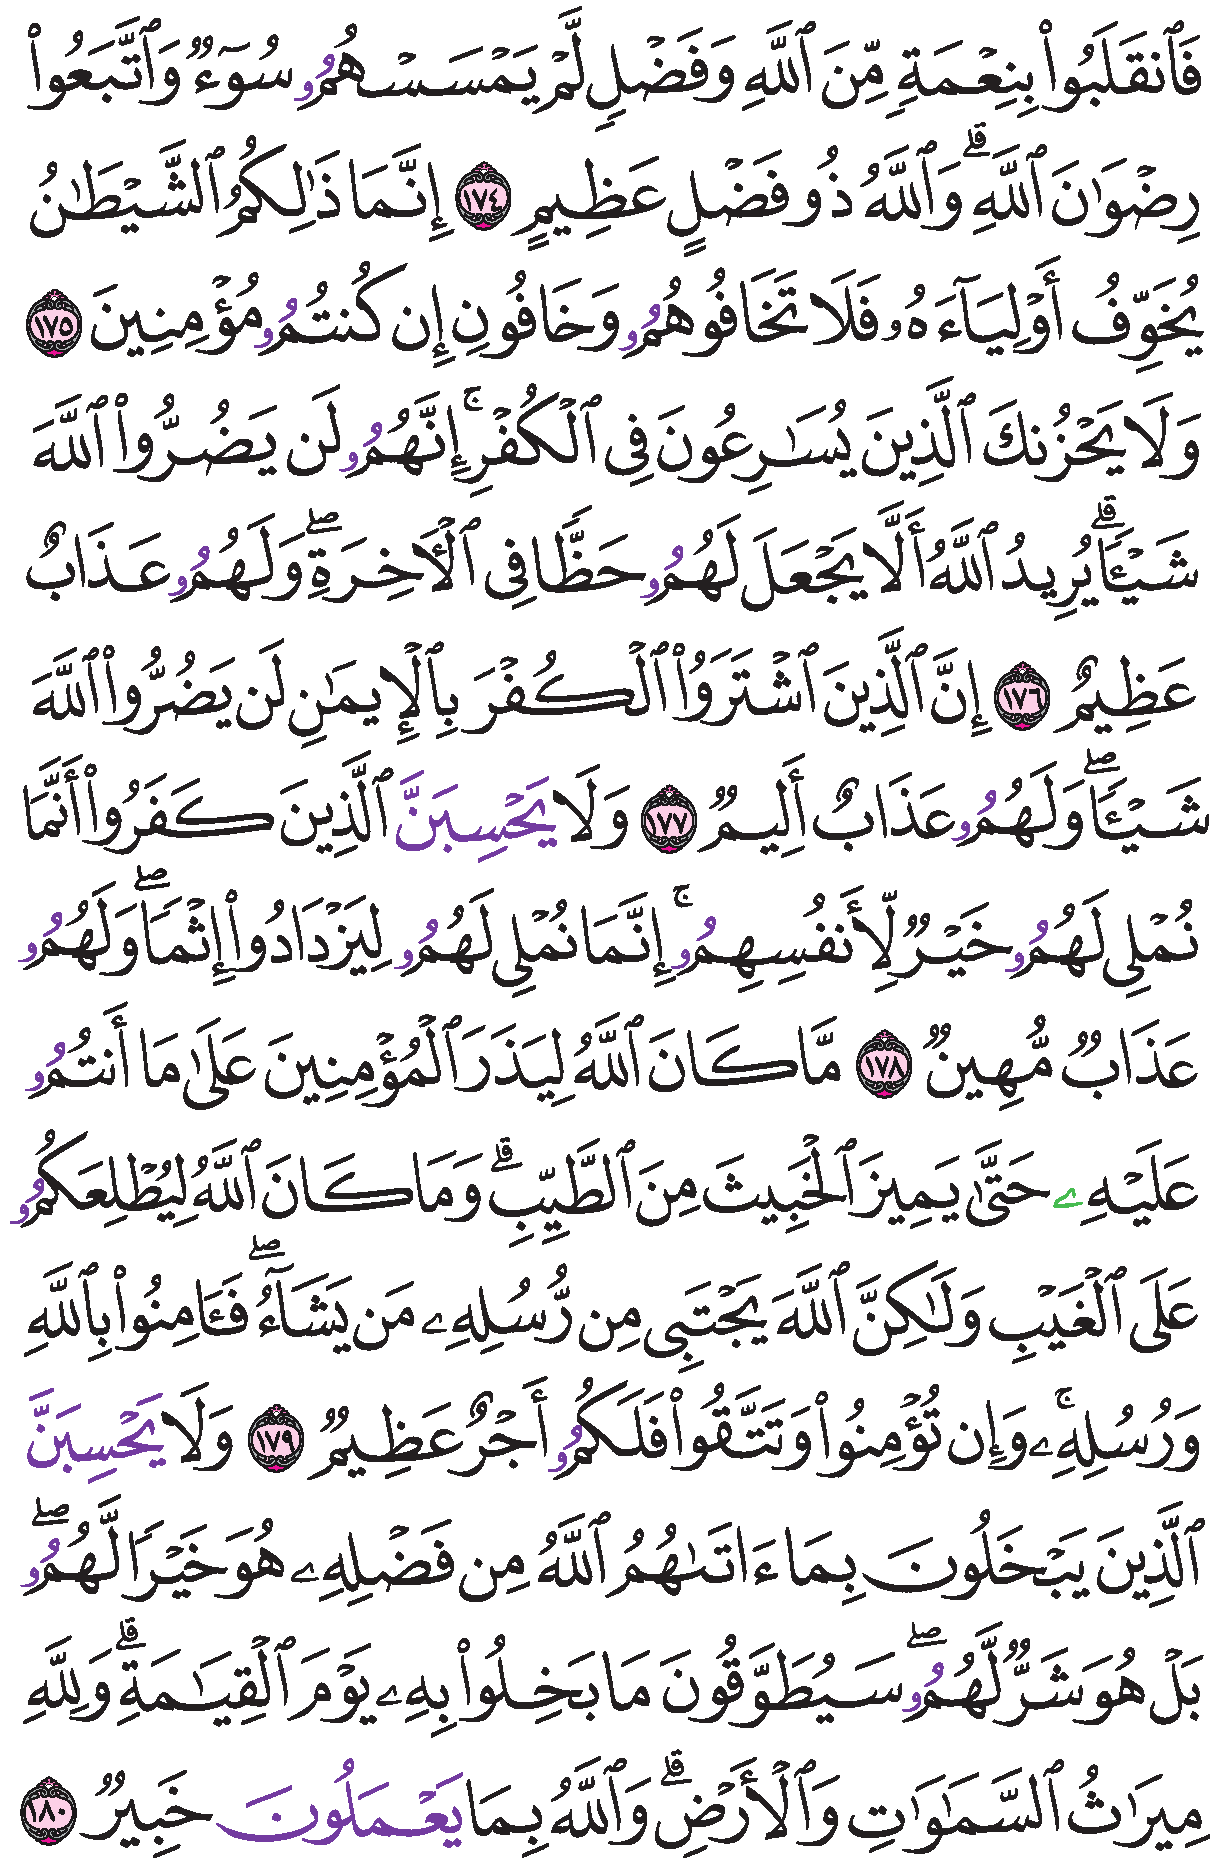 فَٱنقَلَبُوا۟ بِنِعْمَةٍ مِّنَ ٱللَّهِ وَفَضْلٍ لَّمْ يَمْسَسْهُمُۥ سُوٓءٌ وَٱتَّبَعُوا۟
رِضْوَٰنَ ٱللَّهِ ۗ وَٱللَّهُ ذُو فَضْلٍ عَظِيمٍ ١٧٤ إِنَّمَا ذَٰلِكُمُ ٱلشَّيْطَٰنُ
يُخَوِّفُ أَوْلِيَآءَهُۥ فَلَا تَخَافُوهُمُۥ وَخَافُونِ إِن كُنتُمُۥ مُؤْمِنِينَ ١٧٥
وَلَا يَحْزُنكَ ٱلَّذِينَ يُسَٰرِعُونَ فِى ٱلْكُفْرِ ۚ إِنَّهُمُۥ لَن يَضُرُّوا۟ ٱللَّهَ
شَيْـًٔا ۗ يُرِيدُ ٱللَّهُ أَلَّا يَجْعَلَ لَهُمُۥ حَظًّا فِى ٱلْـَٔاخِرَةِ ۖ وَلَهُمُۥ عَذَابٌ
عَظِيمٌ ١٧٦ إِنَّ ٱلَّذِينَ ٱشْتَرَوُا۟ ٱلْكُفْرَ بِٱلْإِيمَٰنِ لَن يَضُرُّوا۟ ٱللَّهَ
شَيْـًٔا ۖ وَلَهُمُۥ عَذَابٌ أَلِيمٌ ١٧٧ وَلَا يَحْسِبَنَّ ٱلَّذِينَ كَفَرُوٓا۟ أَنَّمَا
نُمْلِى لَهُمُۥ خَيْرٌ لِّأَنفُسِهِمُۥ ۚ إِنَّمَا نُمْلِى لَهُمُۥ لِيَزْدَادُوا۟ إِثْمًا ۖ وَلَهُمُۥ
عَذَابٌ مُّهِينٌ ١٧٨ مَّا كَانَ ٱللَّهُ لِيَذَرَ ٱلْمُؤْمِنِينَ عَلَىٰ مَا أَنتُمُۥ
عَلَيْهِۦ حَتَّىٰ يَمِيزَ ٱلْخَبِيثَ مِنَ ٱلطَّيِّبِ ۗ وَمَا كَانَ ٱللَّهُ لِيُطْلِعَكُمُۥ
عَلَى ٱلْغَيْبِ وَلَٰكِنَّ ٱللَّهَ يَجْتَبِى مِن رُّسُلِهِۦ مَن يَشَآءُ ۖ فَـَٔامِنُوا۟ بِٱللَّهِ
وَرُسُلِهِۦ ۚ وَإِن تُؤْمِنُوا۟ وَتَتَّقُوا۟ فَلَكُمُۥ أَجْرٌ عَظِيمٌ ١٧٩ وَلَا يَحْسِبَنَّ
ٱلَّذِينَ يَبْخَلُونَ بِمَا ءَاتَىٰهُمُ ٱللَّهُ مِن فَضْلِهِۦ هُوَ خَيْرًا لَّهُمُۥ ۖ
بَلْ هُوَ شَرٌّ لَّهُمُۥ ۖ سَيُطَوَّقُونَ مَا بَخِلُوا۟ بِهِۦ يَوْمَ ٱلْقِيَٰمَةِ ۗ وَلِلَّهِ
مِيرَٰثُ ٱلسَّمَٰوَٰتِ وَٱلْأَرْضِ ۗ وَٱللَّهُ بِمَا يَعْمَلُونَ خَبِيرٌ ١٨٠